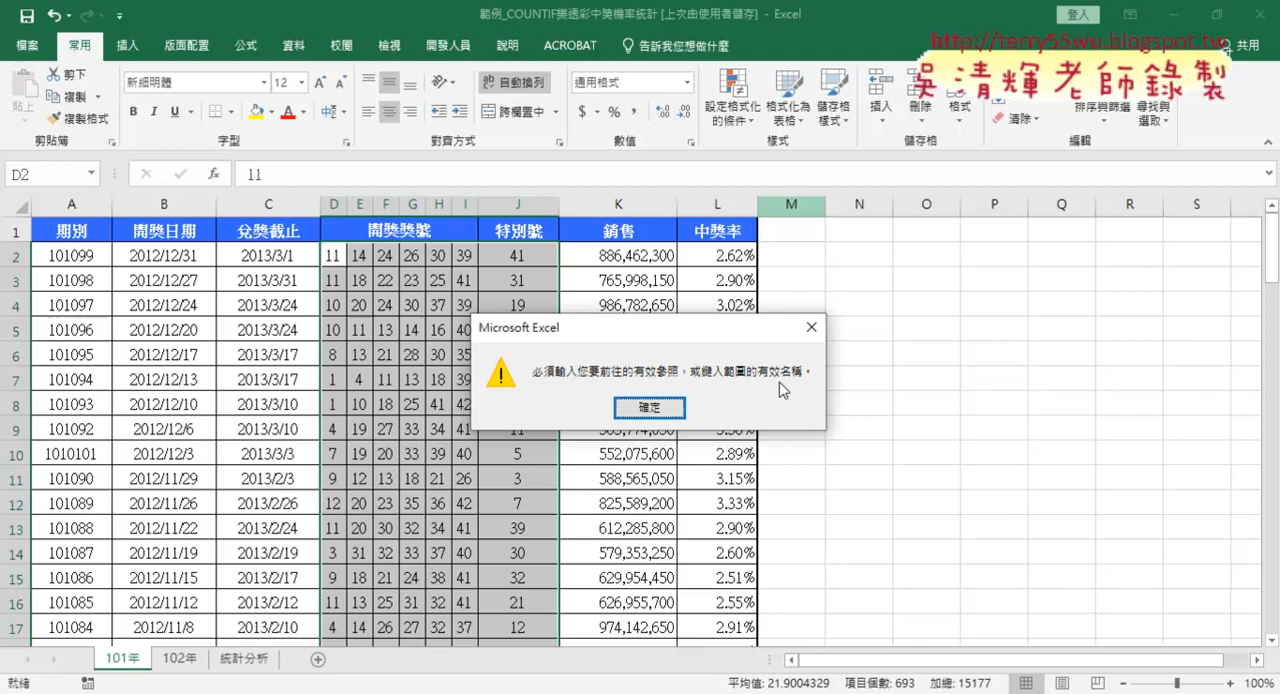 範例_COUNTIF樂透彩中獎機率統計 [上次由使用者儲存] - Excel
登入
檔案 常用 插入 版面配置 公式 資料 校閱 檢視 開發人員 說明 ACROBAT 告訴我您想做什麼 共用
http://terry55wu.blogspot.tw
吳清輝老師錄製
貼上
剪下
複製
複製格式
新細明體 12
B I U
自動換列
跨欄置中
通用格式
$ % ,
設定格式化的條件
格式化為表格
儲存格樣式
插入 刪除 格式
清除
排序與篩選
尋找與選取
剪貼簿 字型 對齊方式 數值 樣式 儲存格 編輯
D2 fx 11
A B C D E F G H I J K L M N O P Q R S
1 期別 開獎日期 兌獎截止 開獎獎號 特別號 銷售 中獎率
2 101099 2012/12/31 2013/3/1 11 14 24 26 30 39 41 886,462,300 2.62%
3 101098 2012/12/27 2013/3/31 11 18 22 23 25 41 31 765,998,150 2.90%
4 101097 2012/12/24 2013/3/24 10 20 24 30 37 39 19 986,782,650 3.02%
5 101096 2012/12/20 2013/3/24 10 11 13 14 16 40
6 101095 2012/12/17 2013/3/17 8 13 21 28 30 35
7 101094 2012/12/13 2013/3/17 1 4 11 13 18 39
8 101093 2012/12/10 2013/3/10 1 10 18 25 41 42
9 101092 2012/12/6 2013/3/10 4 19 27 33 34 41
10 1010101 2012/12/3 2013/3/3 7 19 20 33 39 40 5 552,075,600 2.89%
11 101090 2012/11/29 2013/2/3 9 12 13 18 21 26 3 588,565,050 3.15%
12 101089 2012/11/26 2013/2/26 12 20 23 35 36 42 7 825,589,200 3.33%
13 101088 2012/11/22 2013/2/24 11 20 30 32 34 41 39 612,285,800 2.90%
14 101087 2012/11/19 2013/2/19 3 31 32 33 37 40 30 579,353,250 2.60%
15 101086 2012/11/15 2013/2/17 9 18 21 24 38 41 32 629,954,450 2.51%
16 101085 2012/11/12 2013/2/12 11 13 25 31 32 41 21 626,955,700 2.55%
17 101084 2012/11/8 2013/2/10 4 14 26 27 32 37 12 974,142,650 2.91%
Microsoft Excel
必須輸入您要前往的有效參照，或鍵入範圍的有效名稱。
確定
101年 102年 統計分析
就緒 平均值: 21.9004329 項目個數: 693 加總: 15177 100%